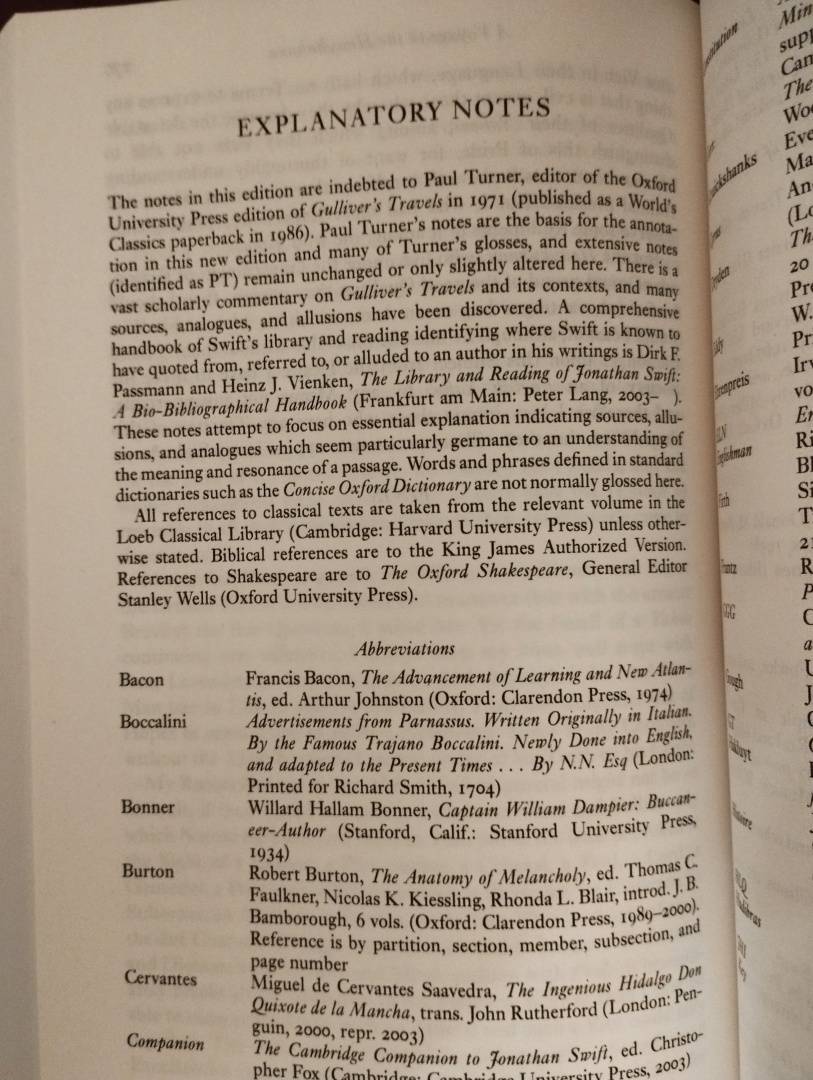 EXPLANATORY NOTES
The notes in this edition are indebted to Paul Turner, editor of the Oxford
University Press edition of Gulliver's Travels in 1971 (published as a World's
Classics paperback in 1986). Paul Turner's notes are the basis for the annota-
tion in this new edition and many of Turner's glosses, and extensive notes
(identified as PT) remain unchanged or only slightly altered here. There is a
vast scholarly commentary on Gulliver's Travels and its contexts, and many
sources, analogues, and allusions have been discovered. A comprehensive
handbook of Swift's library and reading identifying where Swift is known to
have quoted from, referred to, or alluded to an author in his writings is Dirk F.
Passmann and Heinz J. Vienken, The Library and Reading of Jonathan Swift:
A Bio-Bibliographical Handbook (Frankfurt am Main: Peter Lang, 2003– ).
These notes attempt to focus on essential explanation indicating sources, allu-
sions, and analogues which seem particularly germane to an understanding of
the meaning and resonance of a passage. Words and phrases defined in standard
dictionaries such as the Concise Oxford Dictionary are not normally glossed here.
All references to classical texts are taken from the relevant volume in the
Loeb Classical Library (Cambridge: Harvard University Press) unless other-
wise stated. Biblical references are to the King James Authorized Version.
References to Shakespeare are to The Oxford Shakespeare, General Editor
Stanley Wells (Oxford University Press).
Abbreviations
Bacon Francis Bacon, The Advancement of Learning and New Atlan-
tis, ed. Arthur Johnston (Oxford: Clarendon Press, 1974)
Boccalini Advertisements from Parnassus. Written Originally in Italian.
By the Famous Trajano Boccalini. Newly Done into English,
and adapted to the Present Times . . . By N.N. Esq (London:
Printed for Richard Smith, 1704)
Bonner Willard Hallam Bonner, Captain William Dampier: Buccan-
eer-Author (Stanford, Calif.: Stanford University Press,
1934)
Burton Robert Burton, The Anatomy of Melancholy, ed. Thomas C.
Faulkner, Nicolas K. Kiessling, Rhonda L. Blair, introd. J. B.
Bamborough, 6 vols. (Oxford: Clarendon Press, 1989–2000).
Reference is by partition, section, member, subsection, and
page number
Cervantes Miguel de Cervantes Saavedra, The Ingenious Hidalgo Don
Quixote de la Mancha, trans. John Rutherford (London: Pen-
guin, 2000, repr. 2003)
Companion The Cambridge Companion to Jonathan Swift, ed. Christo-
pher Fox (Cambridge: Cambridge University Press, 2003)